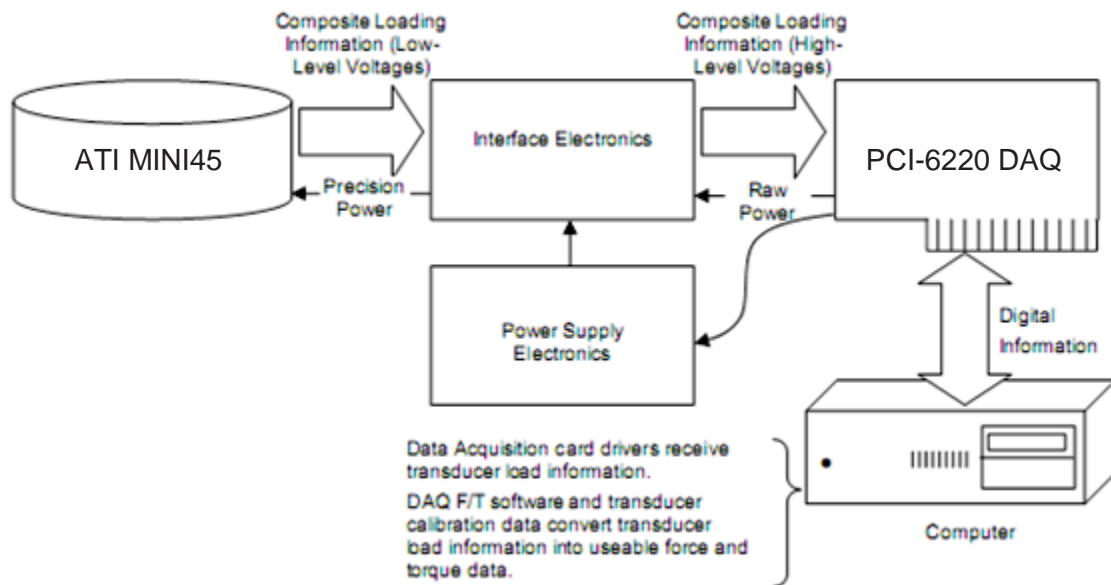 Composite Loading
Information (Low-
Level Voltages)
Composite Loading
Information (High-
Level Voltages)
ATI MINI45
Interface Electronics
PCI-6220 DAQ
Precision
Power
Raw
Power
Power Supply
Electronics
Digital
Information
Data Acquisition card drivers receive
transducer load information.
DAQ F/T software and transducer
calibration data convert transducer
load information into useable force and
torque data.
Computer